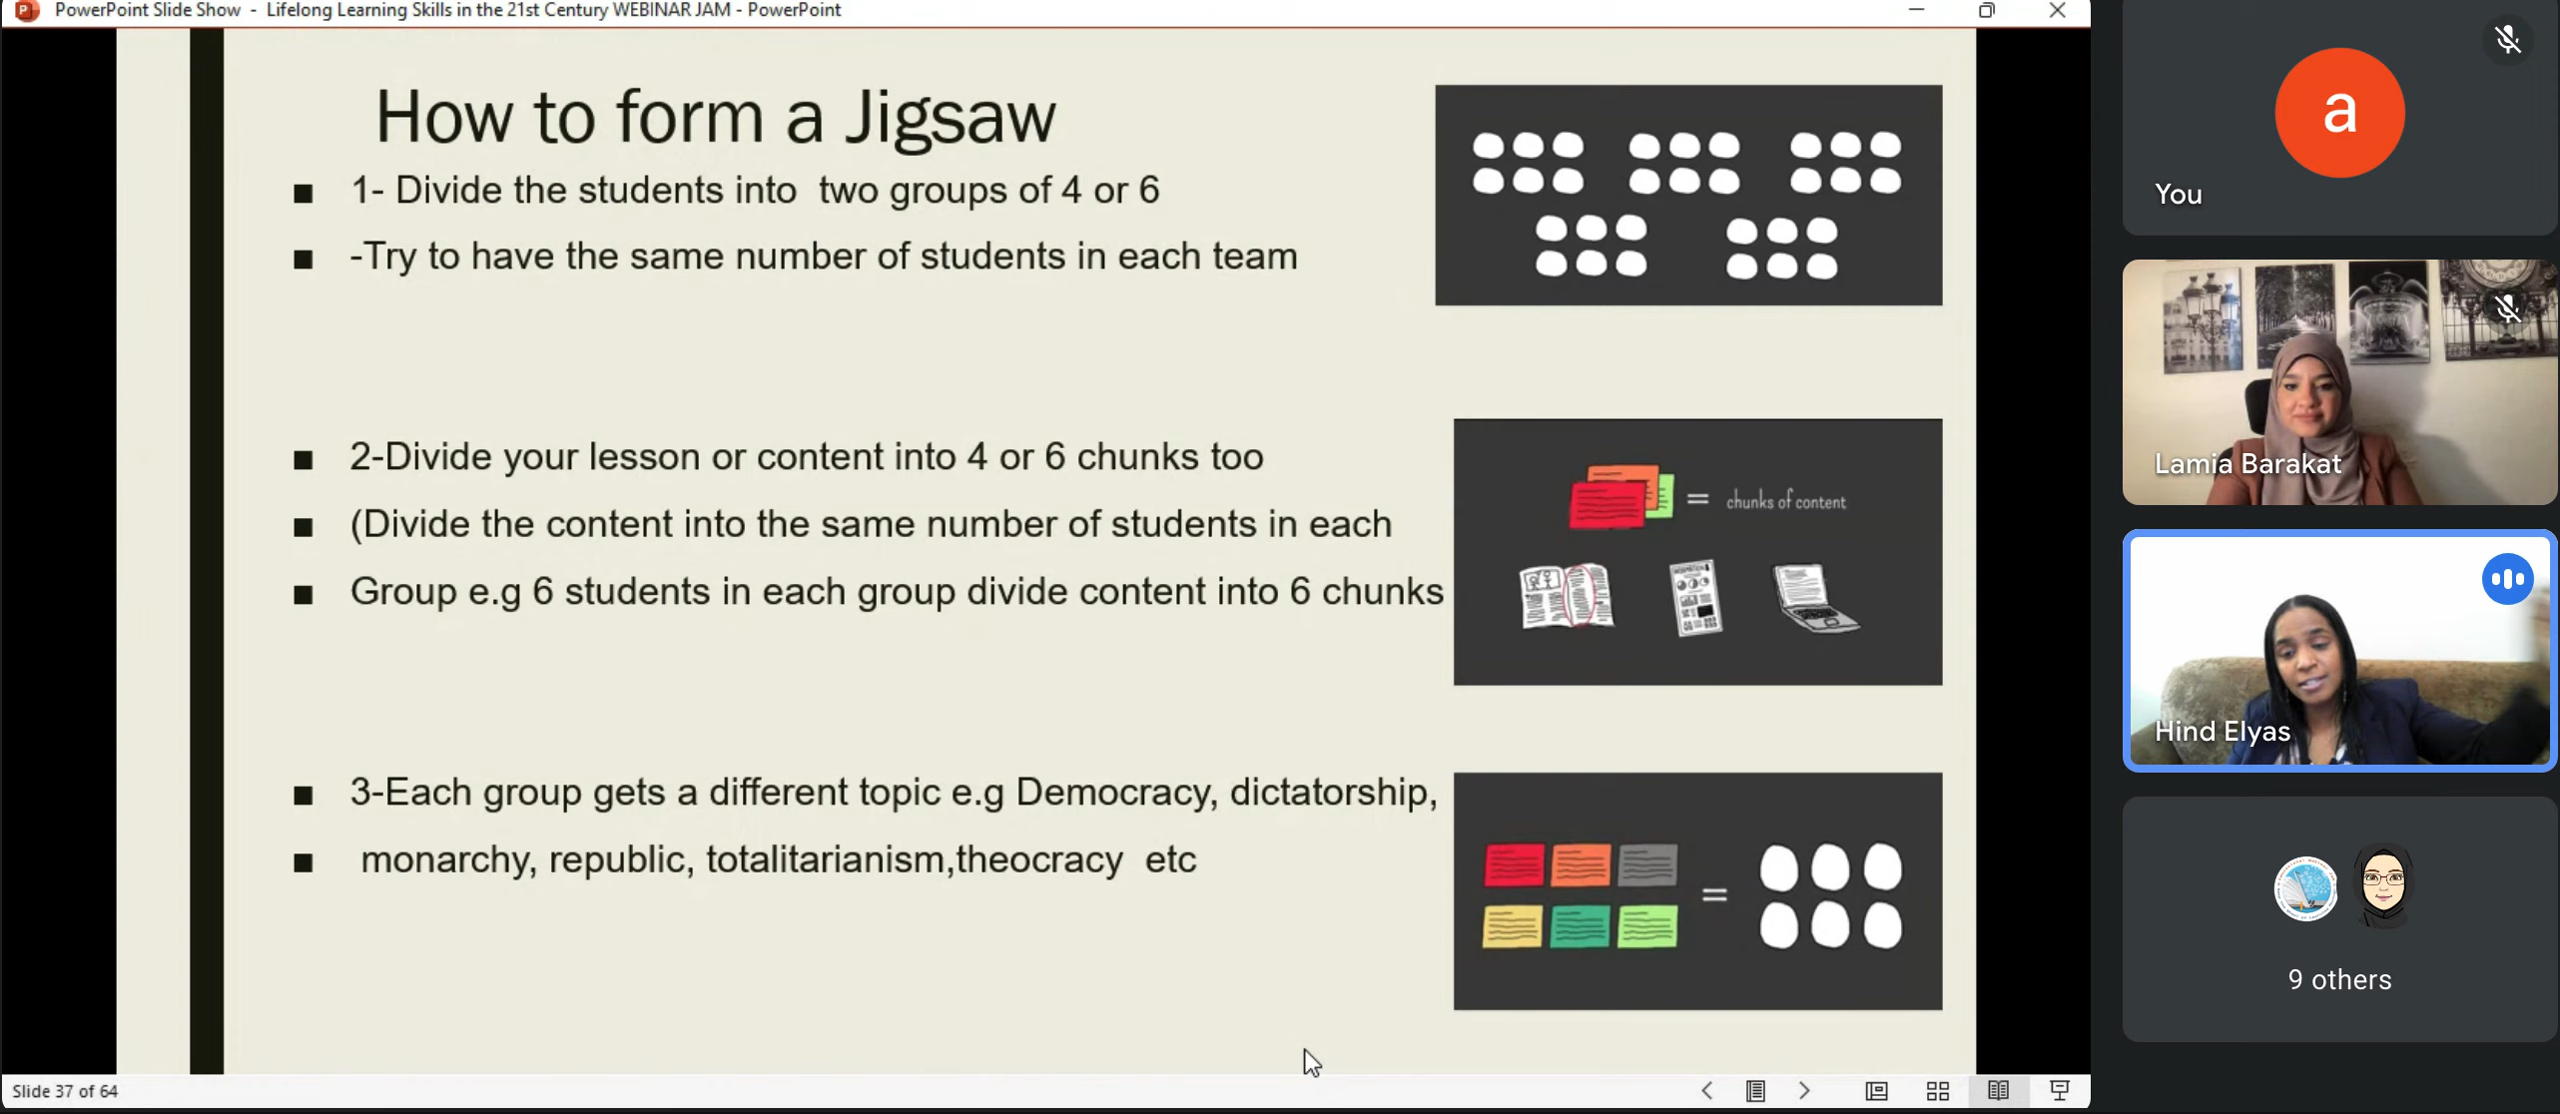 PowerPoint Slide Show - Lifelong Learning Skills in the 21st Century WEBINAR JAM - PowerPoint
How to form a Jigsaw
1- Divide the students into two groups of 4 or 6
-Try to have the same number of students in each team
2-Divide your lesson or content into 4 or 6 chunks too
(Divide the content into the same number of students in each
Group e.g 6 students in each group divide content into 6 chunks
= chunks of content
3-Each group gets a different topic e.g Democracy, dictatorship,
monarchy, republic, totalitarianism,theocracy etc
=
Slide 37 of 64
a
You
Lamia Barakat
Hind Elyas
9 others